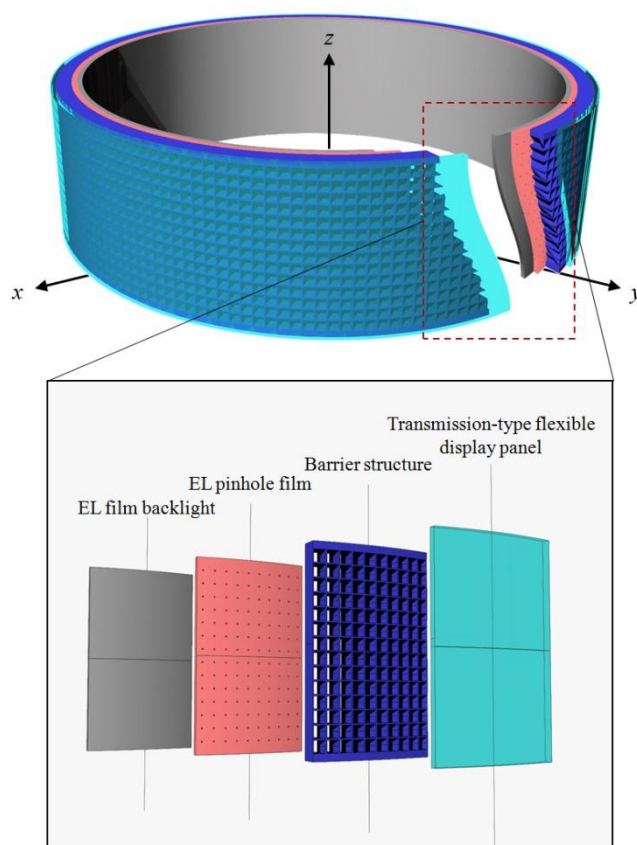 z
x
y
Transmission-type flexible
display panel
Barrier structure
EL pinhole film
EL film backlight